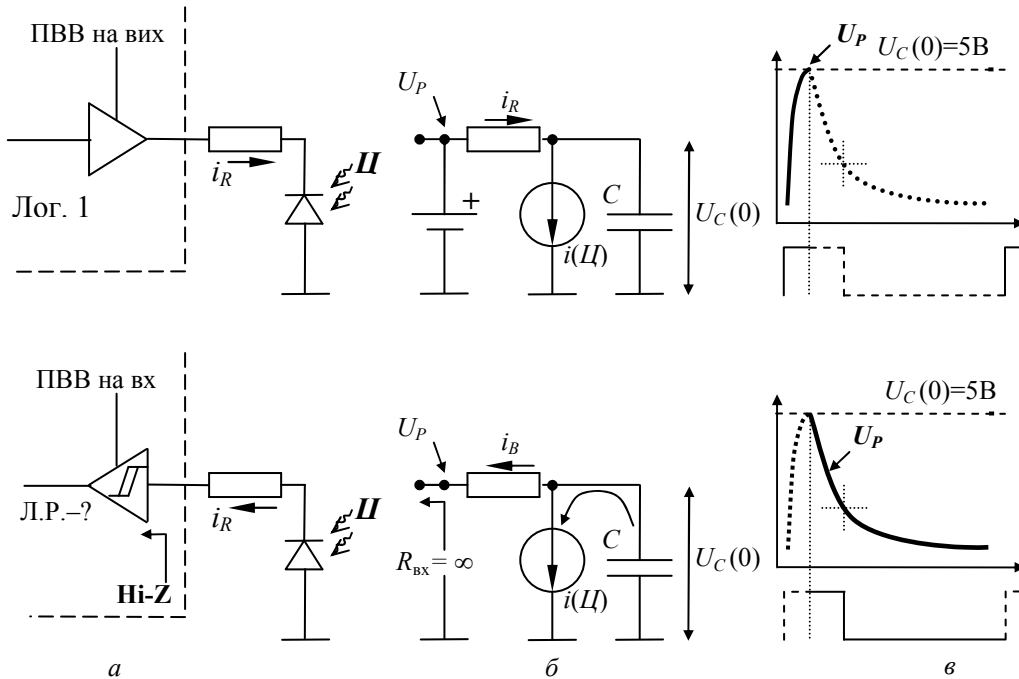 ПВВ на вих
Лог. 1
i_R
Ц
U_P
i_R
+
C
i(Ц)
U_C(0)
U_P
U_C(0)=5В
ПВВ на вх
Л.Р.–?
Hi-Z
i_R
Ц
U_P
i_B
R_вх = ∞
C
i(Ц)
U_C(0)
U_C(0)=5В
U_P
а
б
в